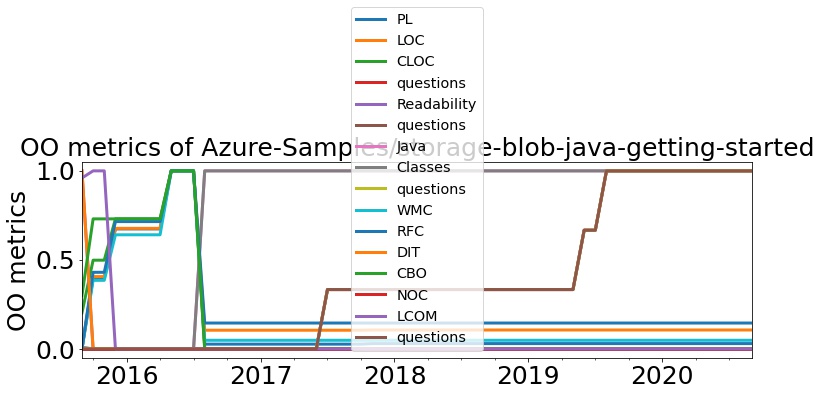 PL
LOC
CLOC
questions
Readability
questions
Java
Classes
questions
WMC
RFC
DIT
CBO
NOC
LCOM
questions
OO metrics of Azure-Samples/storage-blob-java-getting-started
OO metrics
1.0
0.5
0.0
2016 2017 2018 2019 2020